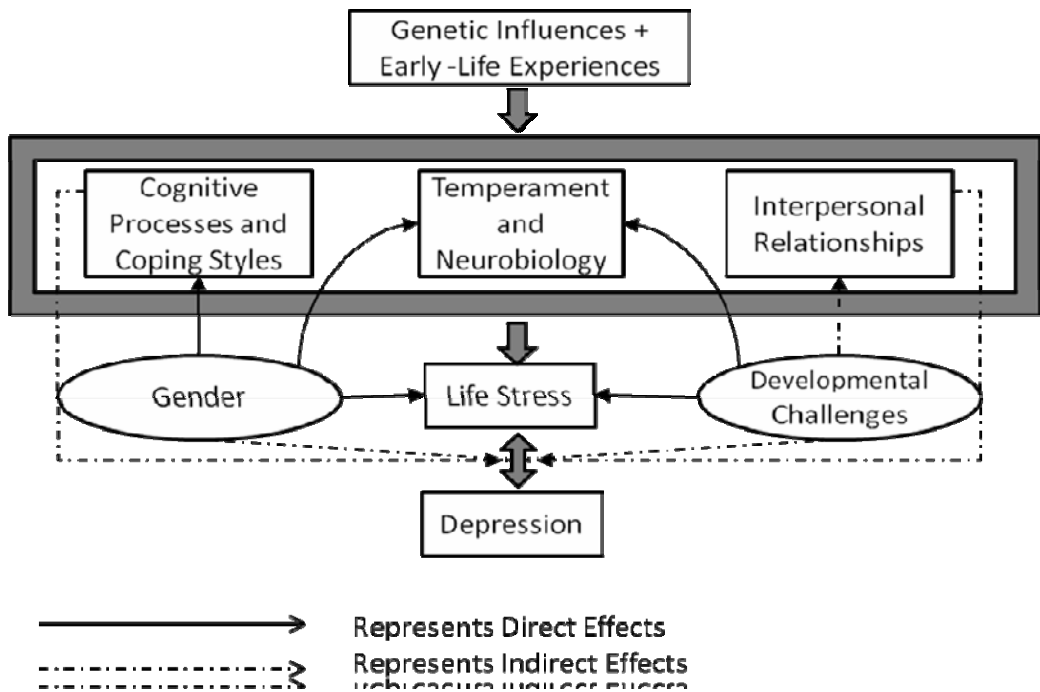 Genetic Influences +
Early -Life Experiences
Cognitive
Processes and
Coping Styles
Temperament
and
Neurobiology
Interpersonal
Relationships
Gender
Life Stress
Developmental
Challenges
Depression
Represents Direct Effects
Represents Indirect Effects